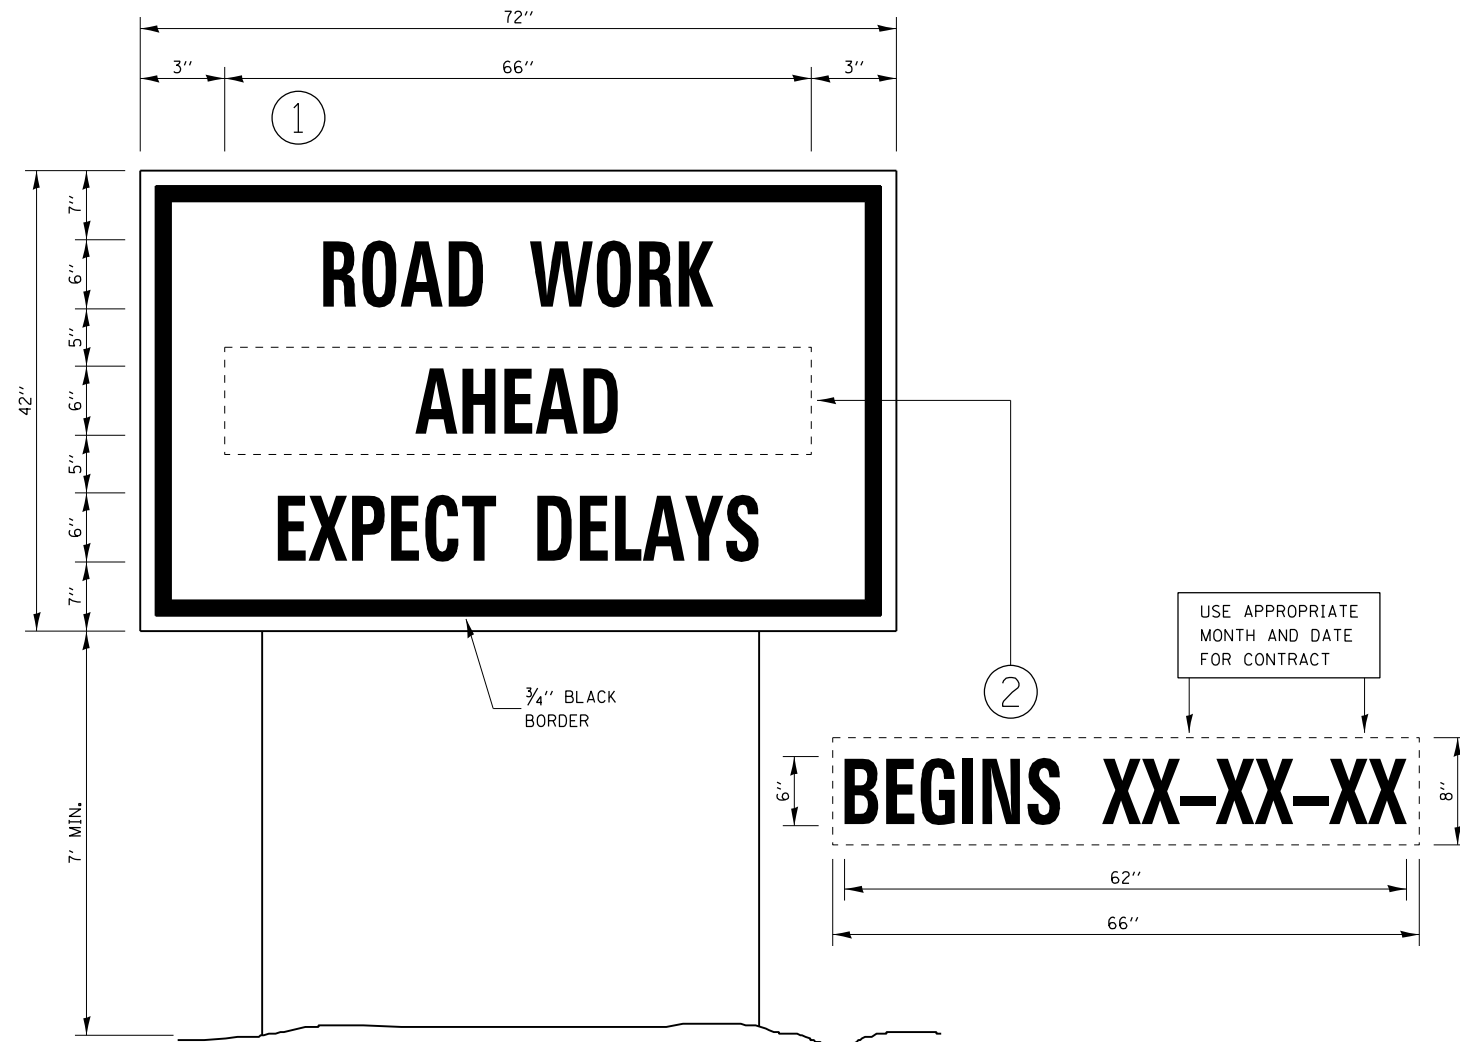 72''
3'' 66'' 3''
1
7''
6''
5''
6''
5''
6''
7''
42''
ROAD WORK
AHEAD
EXPECT DELAYS
3/4'' BLACK
BORDER
7' MIN.
2
USE APPROPRIATE
MONTH AND DATE
FOR CONTRACT
6''
BEGINS XX-XX-XX
8''
62''
66''